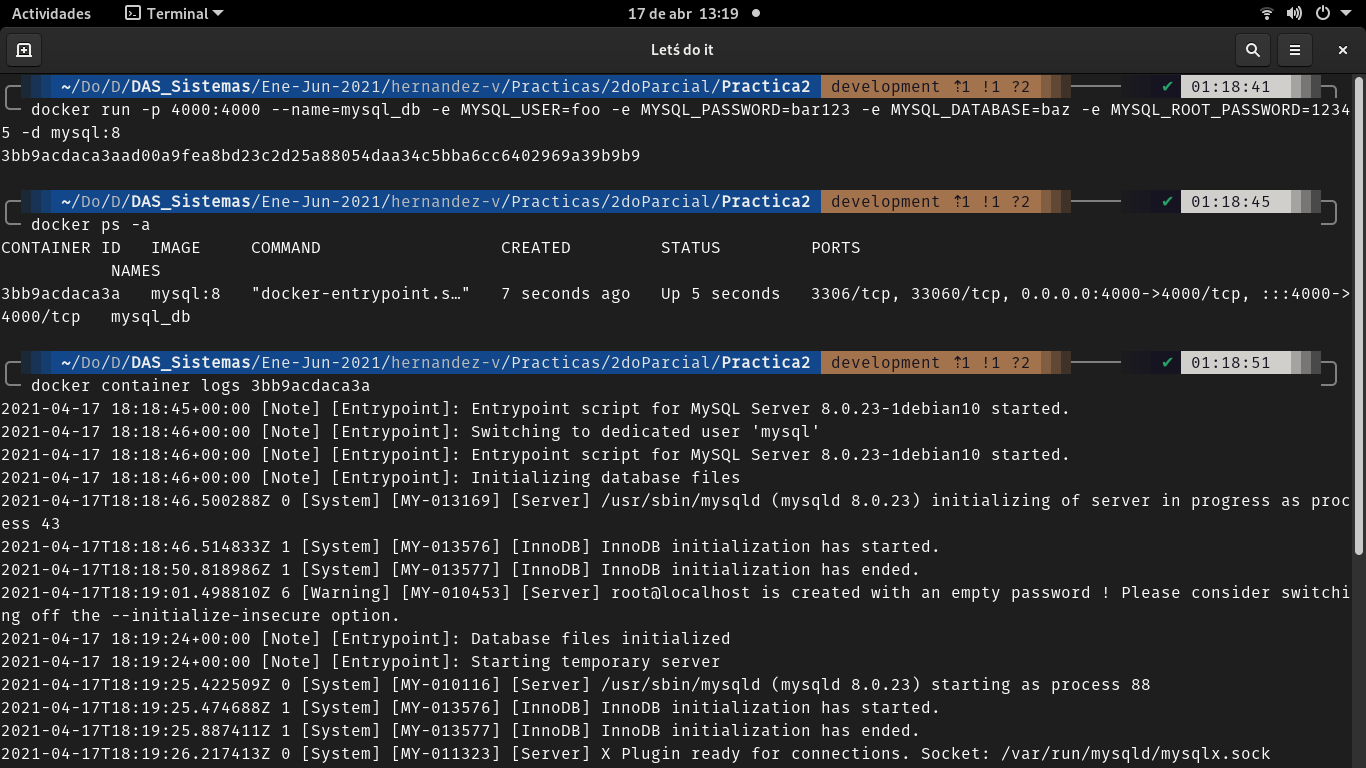 Actividades Terminal 17 de abr 13:19
Letś do it
~/Do/D/DAS_Sistemas/Ene-Jun-2021/hernandez-v/Practicas/2doParcial/Practica2 development ⇡1 !1 ?2 ✔ 01:18:41
docker run -p 4000:4000 --name=mysql_db -e MYSQL_USER=foo -e MYSQL_PASSWORD=bar123 -e MYSQL_DATABASE=baz -e MYSQL_ROOT_PASSWORD=1234
5 -d mysql:8
3bb9acdaca3aad00a9fea8bd23c2d25a88054daa34c5bba6cc6402969a39b9b9
~/Do/D/DAS_Sistemas/Ene-Jun-2021/hernandez-v/Practicas/2doParcial/Practica2 development ⇡1 !1 ?2 ✔ 01:18:45
docker ps -a
CONTAINER ID IMAGE COMMAND CREATED STATUS PORTS
NAMES
3bb9acdaca3a mysql:8 "docker-entrypoint.s…" 7 seconds ago Up 5 seconds 3306/tcp, 33060/tcp, 0.0.0.0:4000->4000/tcp, :::4000->
4000/tcp mysql_db
~/Do/D/DAS_Sistemas/Ene-Jun-2021/hernandez-v/Practicas/2doParcial/Practica2 development ⇡1 !1 ?2 ✔ 01:18:51
docker container logs 3bb9acdaca3a
2021-04-17 18:18:45+00:00 [Note] [Entrypoint]: Entrypoint script for MySQL Server 8.0.23-1debian10 started.
2021-04-17 18:18:46+00:00 [Note] [Entrypoint]: Switching to dedicated user 'mysql'
2021-04-17 18:18:46+00:00 [Note] [Entrypoint]: Entrypoint script for MySQL Server 8.0.23-1debian10 started.
2021-04-17 18:18:46+00:00 [Note] [Entrypoint]: Initializing database files
2021-04-17T18:18:46.500288Z 0 [System] [MY-013169] [Server] /usr/sbin/mysqld (mysqld 8.0.23) initializing of server in progress as proc
ess 43
2021-04-17T18:18:46.514833Z 1 [System] [MY-013576] [InnoDB] InnoDB initialization has started.
2021-04-17T18:18:50.818986Z 1 [System] [MY-013577] [InnoDB] InnoDB initialization has ended.
2021-04-17T18:19:01.498810Z 6 [Warning] [MY-010453] [Server] root@localhost is created with an empty password ! Please consider switchi
ng off the --initialize-insecure option.
2021-04-17 18:19:24+00:00 [Note] [Entrypoint]: Database files initialized
2021-04-17 18:19:24+00:00 [Note] [Entrypoint]: Starting temporary server
2021-04-17T18:19:25.422509Z 0 [System] [MY-010116] [Server] /usr/sbin/mysqld (mysqld 8.0.23) starting as process 88
2021-04-17T18:19:25.474688Z 1 [System] [MY-013576] [InnoDB] InnoDB initialization has started.
2021-04-17T18:19:25.887411Z 1 [System] [MY-013577] [InnoDB] InnoDB initialization has ended.
2021-04-17T18:19:26.217413Z 0 [System] [MY-011323] [Server] X Plugin ready for connections. Socket: /var/run/mysqld/mysqlx.sock